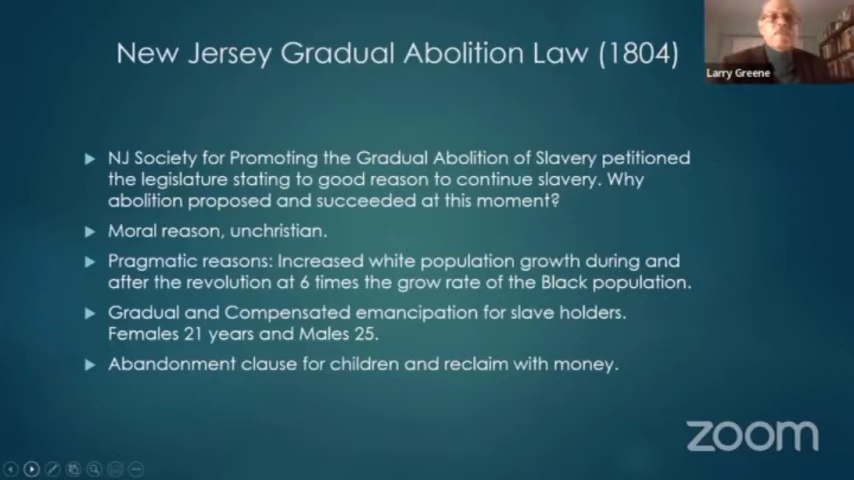 New Jersey Gradual Abolition Law (1804)
Larry Greene
NJ Society for Promoting the Gradual Abolition of Slavery petitioned
the legislature stating to good reason to continue slavery. Why
abolition proposed and succeeded at this moment?
Moral reason, unchristian.
Pragmatic reasons: Increased white population growth during and
after the revolution at 6 times the grow rate of the Black population.
Gradual and Compensated emancipation for slave holders.
Females 21 years and Males 25.
Abandonment clause for children and reclaim with money.
zoom